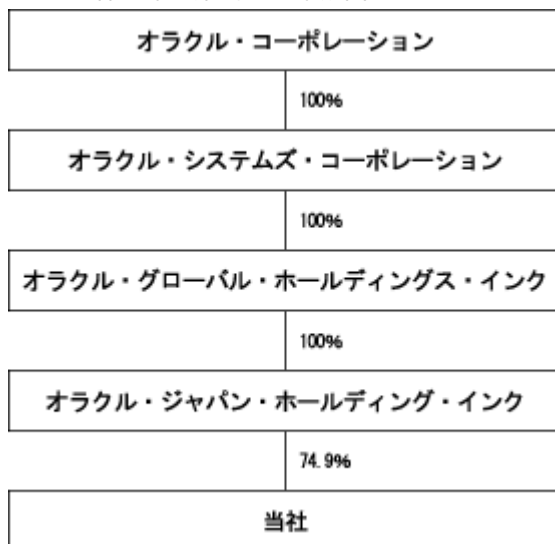 オラクル・コーポレーション
100%
オラクル・システムズ・コーポレーション
100%
オラクル・グローバル・ホールディングス・インク
100%
オラクル・ジャパン・ホールディング・インク
74.9%
当社